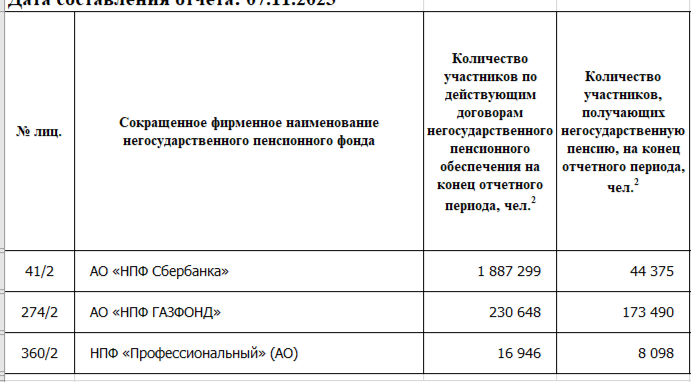 Дата составления отчета: 07.11.2023
№ лиц.
Сокращенное фирменное наименование
негосударственного пенсионного фонда
Количество
участников по
действующим
договорам
негосударственного
пенсионного
обеспечения на
конец отчетного
периода, чел.2
Количество
участников,
получающих
негосударственную
пенсию, на конец
отчетного периода,
чел.2
41/2 АО «НПФ Сбербанка» 1 887 299 44 375
274/2 АО «НПФ ГАЗФОНД» 230 648 173 490
360/2 НПФ «Профессиональный» (АО) 16 946 8 098